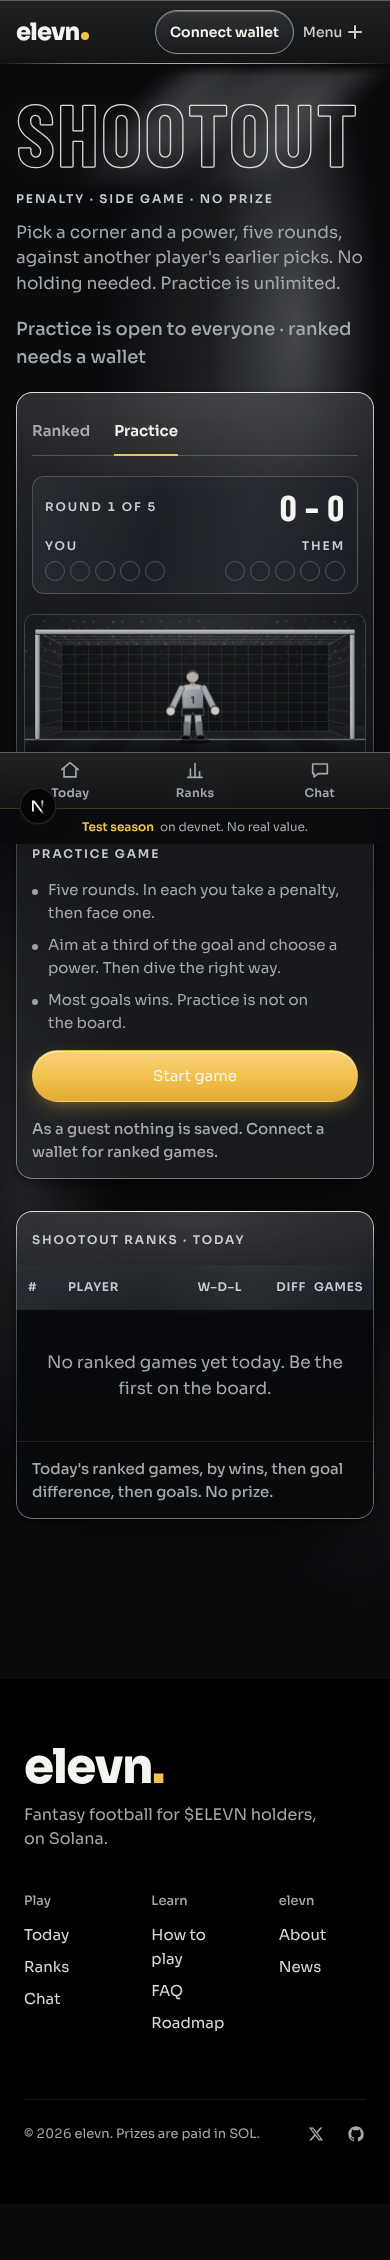 elevn.
Connect wallet
Menu
SHOOTOUT
PENALTY · SIDE GAME · NO PRIZE
Pick a corner and a power, five rounds,
against another player's earlier picks. No
holding needed. Practice is unlimited.
Practice is open to everyone · ranked
needs a wallet
Ranked
Practice
ROUND 1 OF 5
0 – 0
YOU
THEM
1
Today
Ranks
Chat
N
Test season on devnet. No real value.
PRACTICE GAME
Five rounds. In each you take a penalty,
then face one.
Aim at a third of the goal and choose a
power. Then dive the right way.
Most goals wins. Practice is not on
the board.
Start game
As a guest nothing is saved. Connect a
wallet for ranked games.
SHOOTOUT RANKS · TODAY
# PLAYER W–D–L DIFF GAMES
No ranked games yet today. Be the
first on the board.
Today's ranked games, by wins, then goal
difference, then goals. No prize.
elevn.
Fantasy football for $ELEVN holders,
on Solana.
Play
Today
Ranks
Chat
Learn
How to
play
FAQ
Roadmap
elevn
About
News
© 2026 elevn. Prizes are paid in SOL.